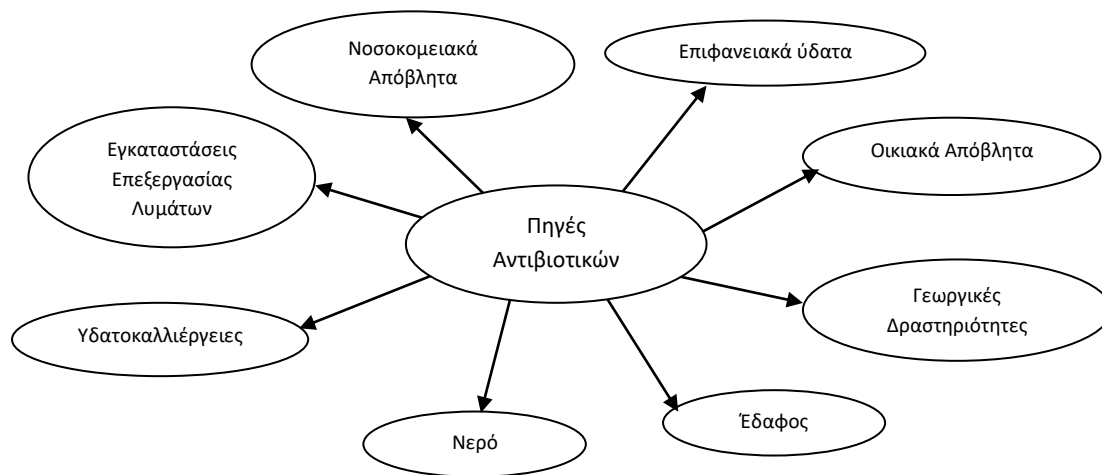 Νοσοκομειακά
Απόβλητα
Επιφανειακά ύδατα
Εγκαταστάσεις
Επεξεργασίας
Λυμάτων
Οικιακά Απόβλητα
Πηγές
Αντιβιοτικών
Υδατοκαλλιέργειες
Γεωργικές
Δραστηριότητες
Νερό
Έδαφος